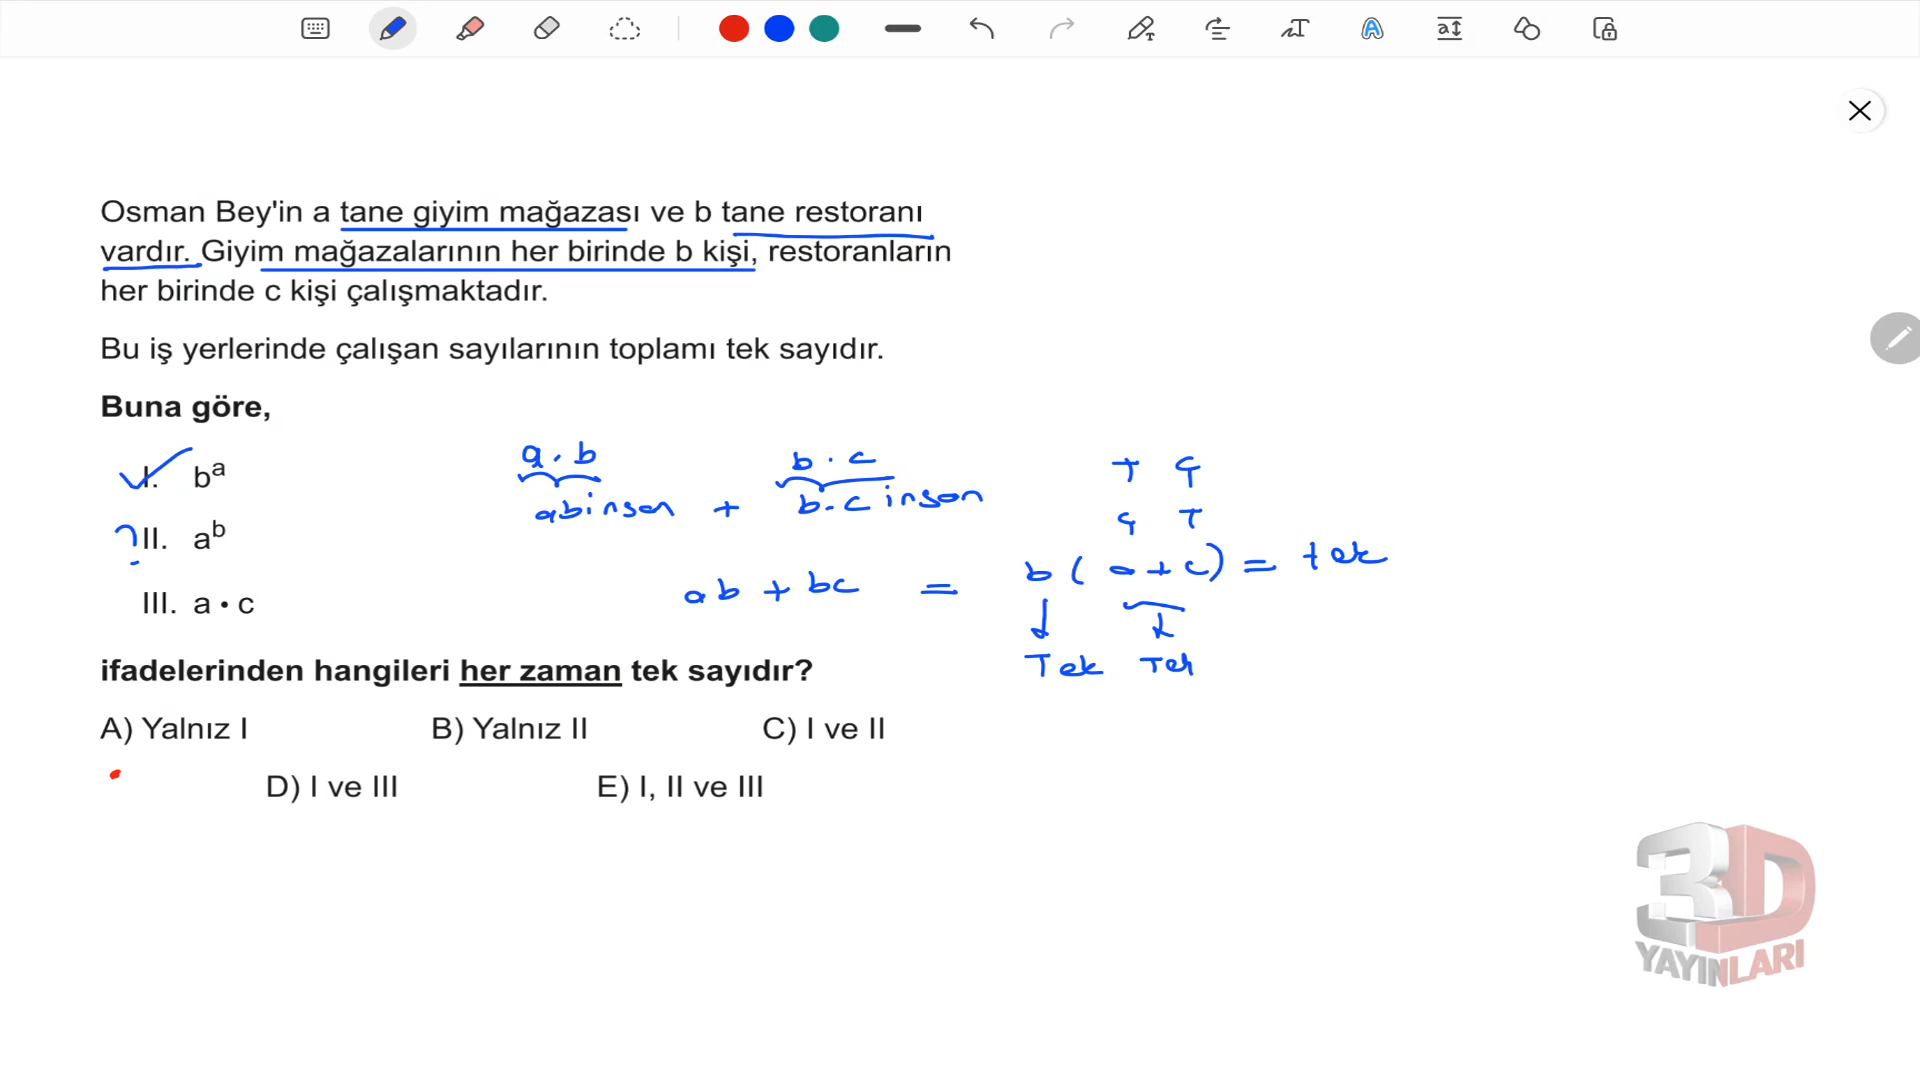 Osman Bey'in a tane giyim mağazası ve b tane restoranı
vardır. Giyim mağazalarının her birinde b kişi, restoranların
her birinde c kişi çalışmaktadır.
Bu iş yerlerinde çalışan sayılarının toplamı tek sayıdır.
Buna göre,
I. bᵃ
?II. aᵇ
III. a • c
a . b
ab insan + b . c insan
b . c
T Ç
Ç T
ab + bc = b ( a + c ) = tek
Tek Tek
ifadelerinden hangileri her zaman tek sayıdır?
A) Yalnız I B) Yalnız II C) I ve II
D) I ve III E) I, II ve III
3D
YAYINLARI